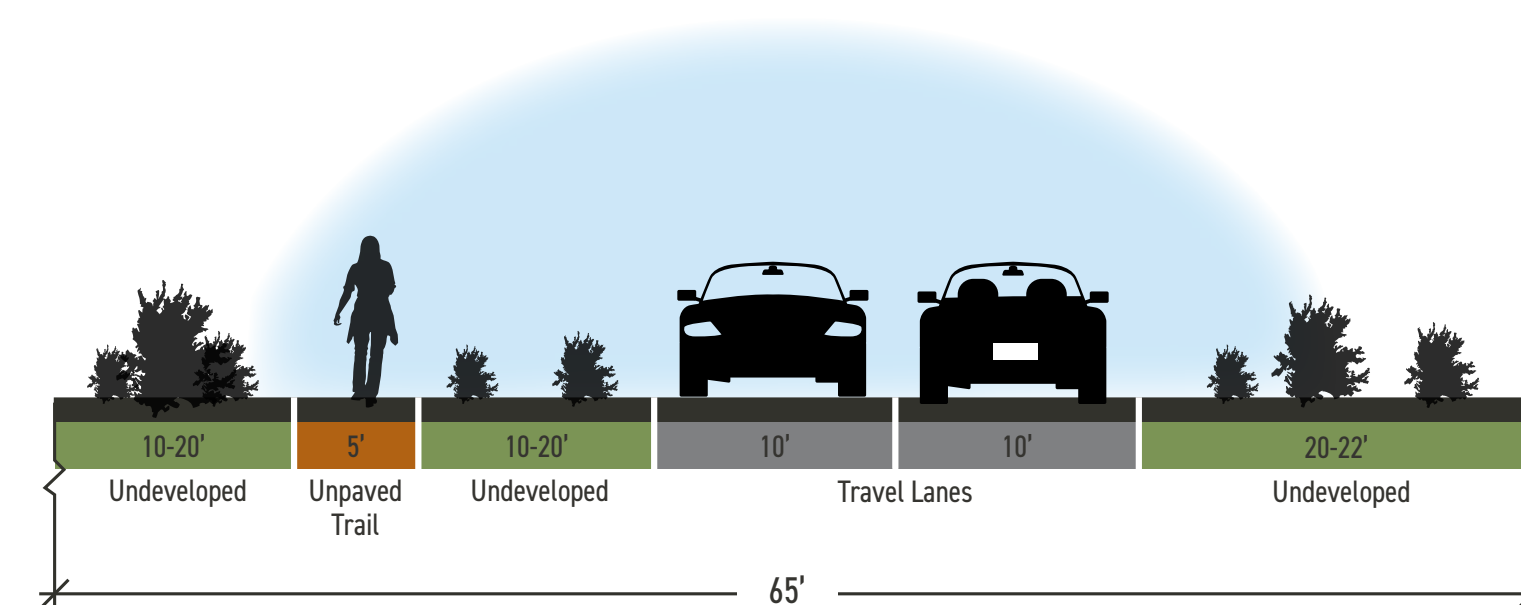 10-20' 5' 10-20' 10' 10' 20-22'
Undeveloped Unpaved Undeveloped Travel Lanes Undeveloped
Trail
65'